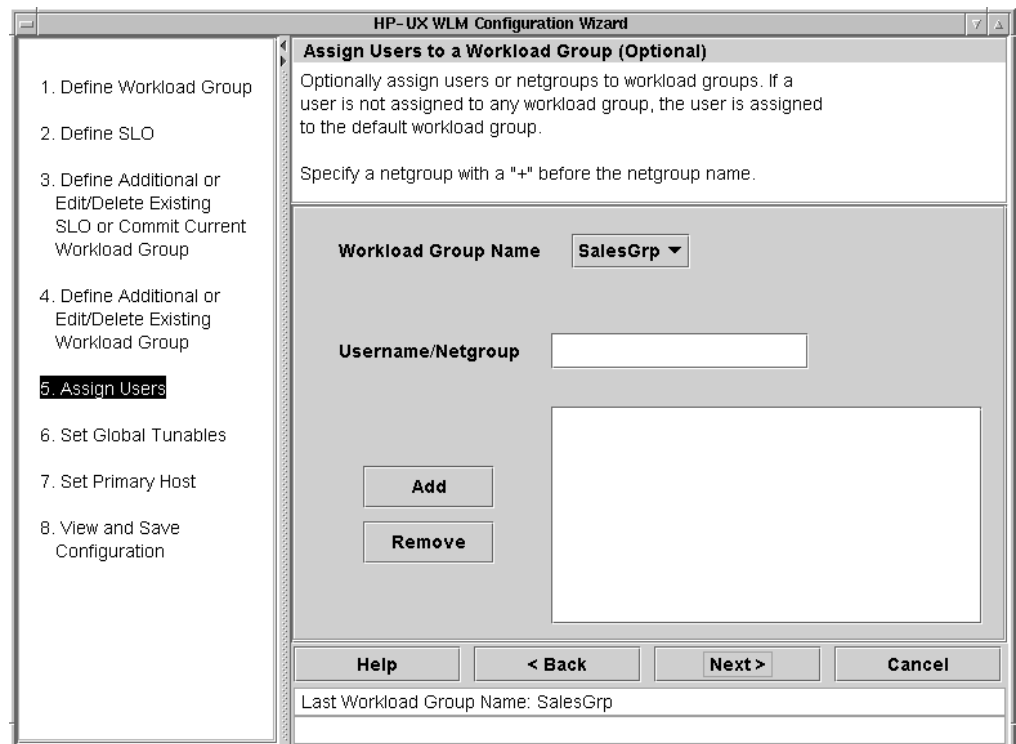 HP-UX WLM Configuration Wizard
1. Define Workload Group
2. Define SLO
3. Define Additional or
Edit/Delete Existing
SLO or Commit Current
Workload Group
4. Define Additional or
Edit/Delete Existing
Workload Group
5. Assign Users
6. Set Global Tunables
7. Set Primary Host
8. View and Save
Configuration
Assign Users to a Workload Group (Optional)
Optionally assign users or netgroups to workload groups. If a
user is not assigned to any workload group, the user is assigned
to the default workload group.
Specify a netgroup with a "+" before the netgroup name.
Workload Group Name SalesGrp
Username/Netgroup
Add
Remove
Help < Back Next > Cancel
Last Workload Group Name: SalesGrp